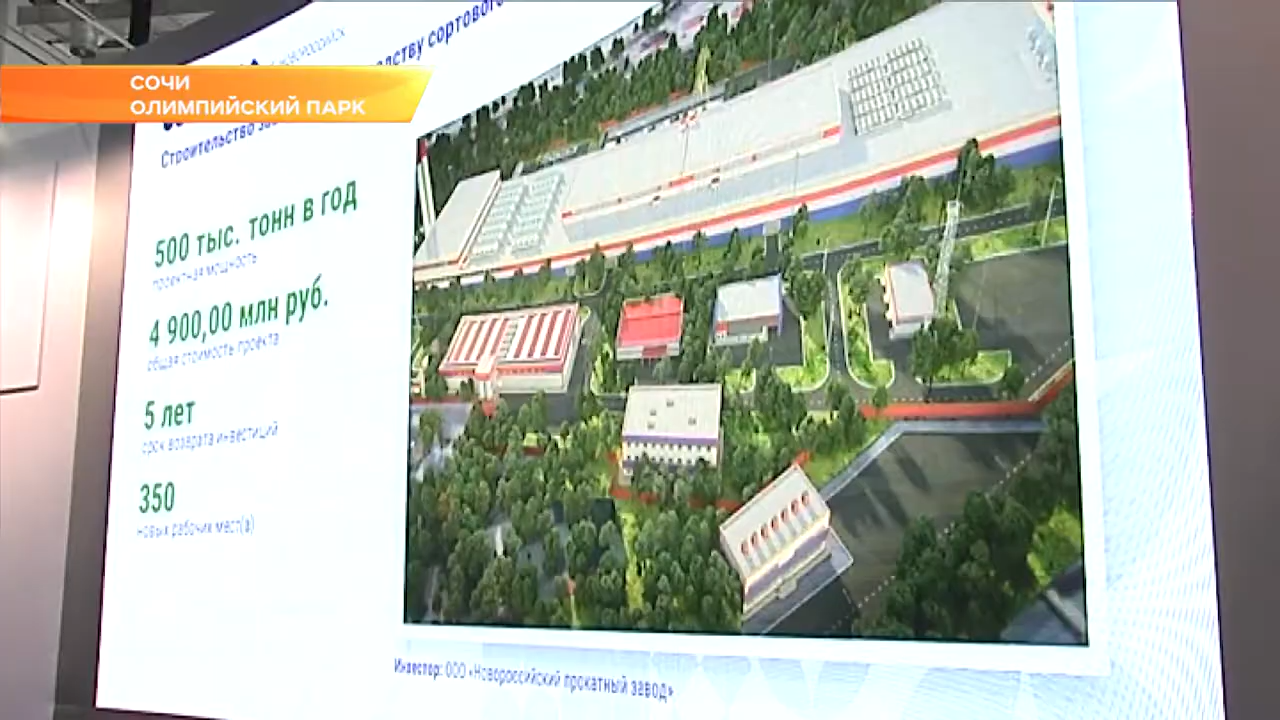 СОЧИ
ОЛИМПИЙСКИЙ ПАРК
сортового
Строительство
500 тыс. тонн в год
проектная мощность
4 900,00 млн руб.
общая стоимость проекта
5 лет
срок возврата инвестиций
350
новых рабочих мест(а)
Инвестор: ООО «Новороссийский прокатный завод»